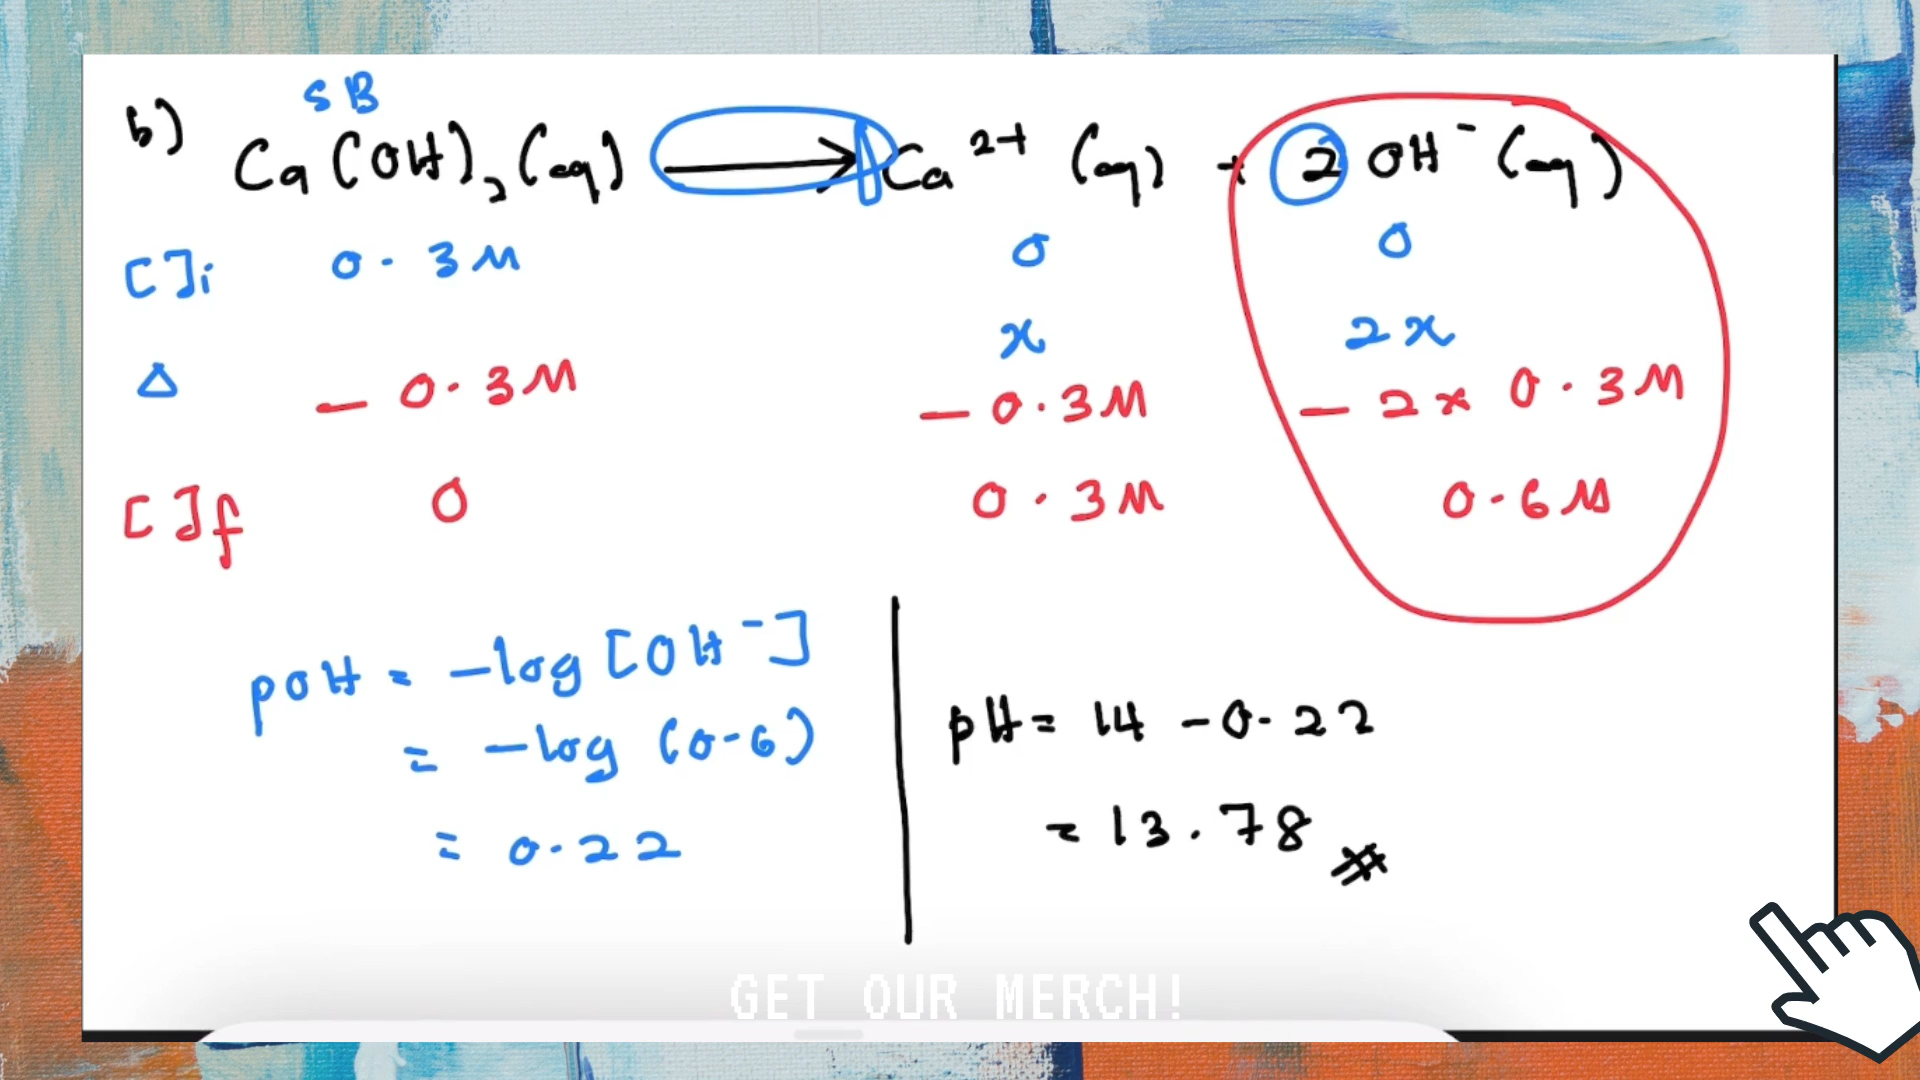 SB
b) Ca(OH)₂(aq) ⟶ Ca²⁺(aq) + 2OH⁻(aq)
[ ]i 0.3M 0 0
x 2x
Δ −0.3M −0.3M −2×0.3M
[ ]f 0 0.3M 0.6M
pOH = −log[OH⁻]
= −log(0.6)
= 0.22
pH = 14 − 0.22
= 13.78 #
GET OUR MERCH!